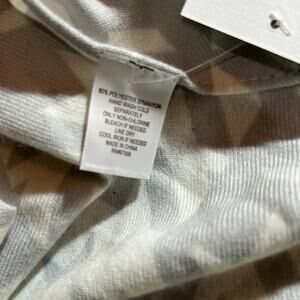 80% POLYESTER 20%RAYON
HAND WASH COLD
SEPARATELY
ONLY NON-CHLORINE
BLEACH IF NEEDED
LINE DRY
COOL IRON IF NEEDED
MADE IN CHINA